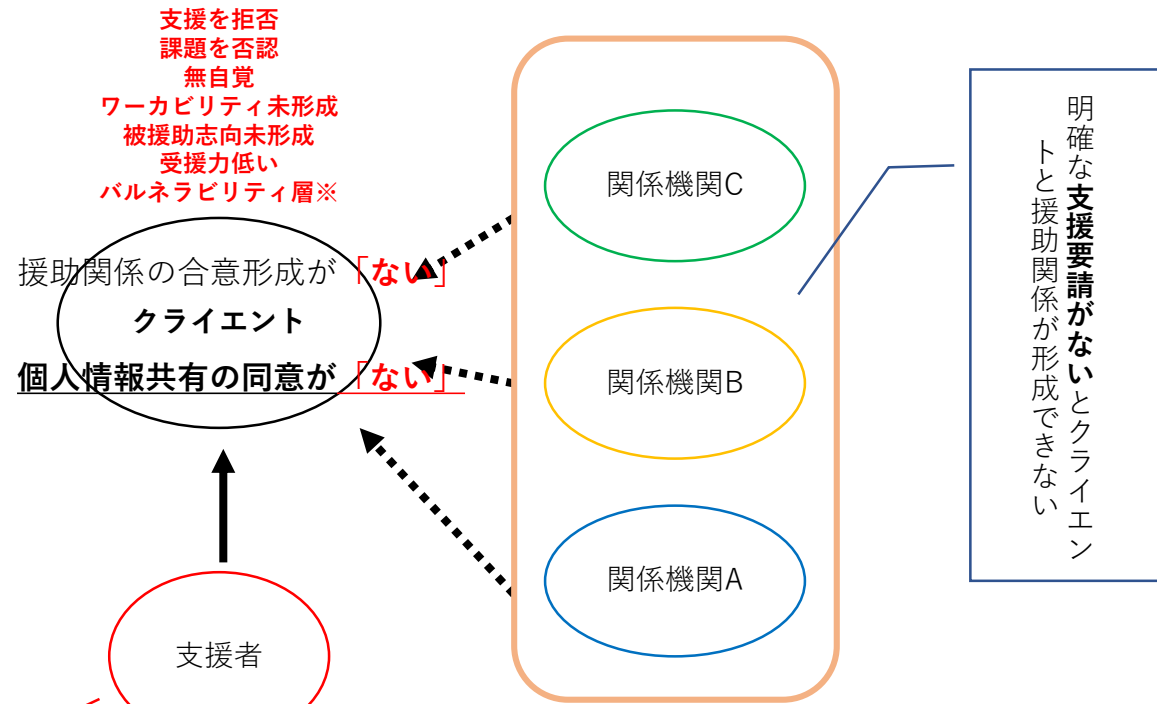 支援を拒否
課題を否認
無自覚
ワーカビリティ未形成
被援助志向未形成
受援力低い
バルネラビリティ層※
援助関係の合意形成が「ない」
クライエント
個人情報共有の同意が「ない」
支援者
関係機関C
関係機関B
関係機関A
明確な支援要請がないとクライエン
トと援助関係が形成できない